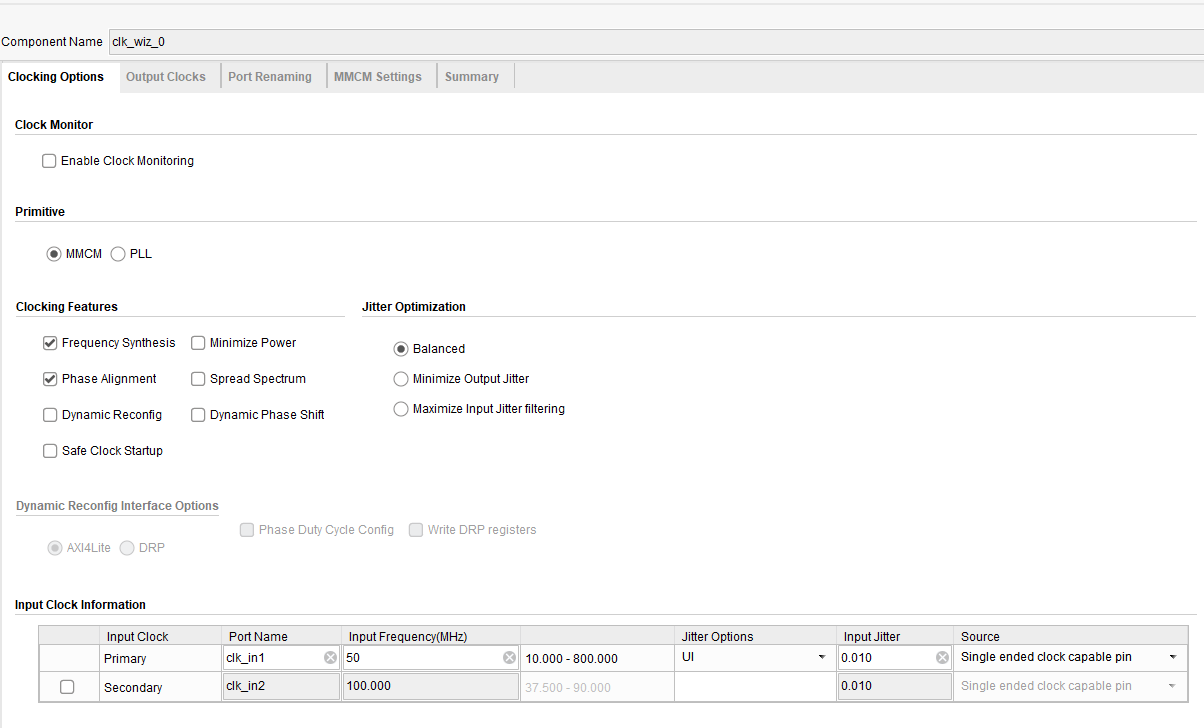 Component Name clk_wiz_0
Clocking Options Output Clocks Port Renaming MMCM Settings Summary
Clock Monitor
Enable Clock Monitoring
Primitive
MMCM PLL
Clocking Features Jitter Optimization
Frequency Synthesis Minimize Power
Balanced
Phase Alignment Spread Spectrum Minimize Output Jitter
Dynamic Reconfig Dynamic Phase Shift Maximize Input Jitter filtering
Safe Clock Startup
Dynamic Reconfig Interface Options
Phase Duty Cycle Config Write DRP registers
AXI4Lite DRP
Input Clock Information
Input Clock Port Name Input Frequency(MHz) Jitter Options Input Jitter Source
Primary clk_in1 50 10.000 - 800.000 UI 0.010 Single ended clock capable pin
Secondary clk_in2 100.000 37.500 - 90.000 0.010 Single ended clock capable pin